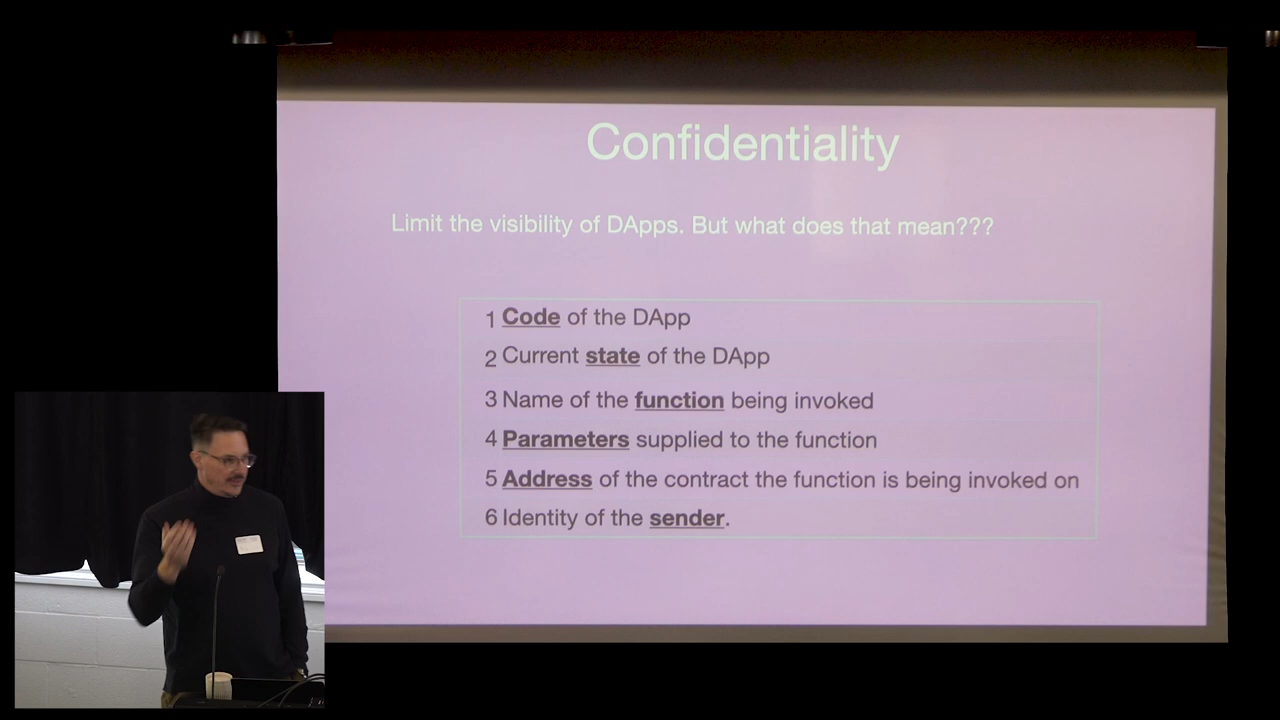 Confidentiality
Limit the visibility of DApps. But what does that mean???
1 Code of the DApp
2 Current state of the DApp
3 Name of the function being invoked
4 Parameters supplied to the function
5 Address of the contract the function is being invoked on
6 Identity of the sender.